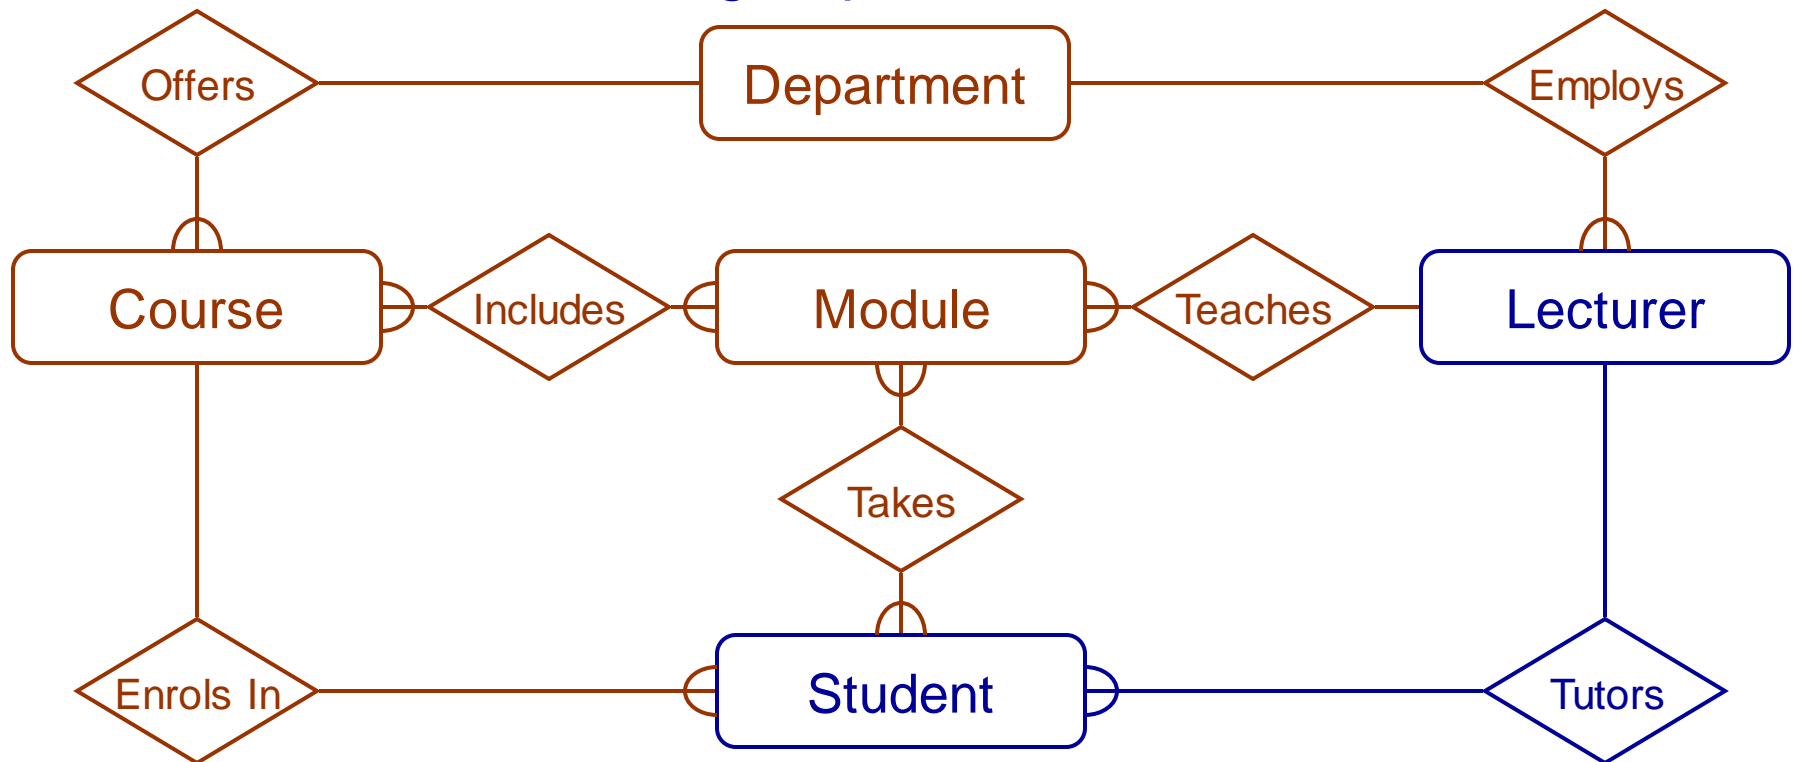 Offers
Department
Employs
Course
Includes
Module
Teaches
Lecturer
Takes
Enrols In
Student
Tutors